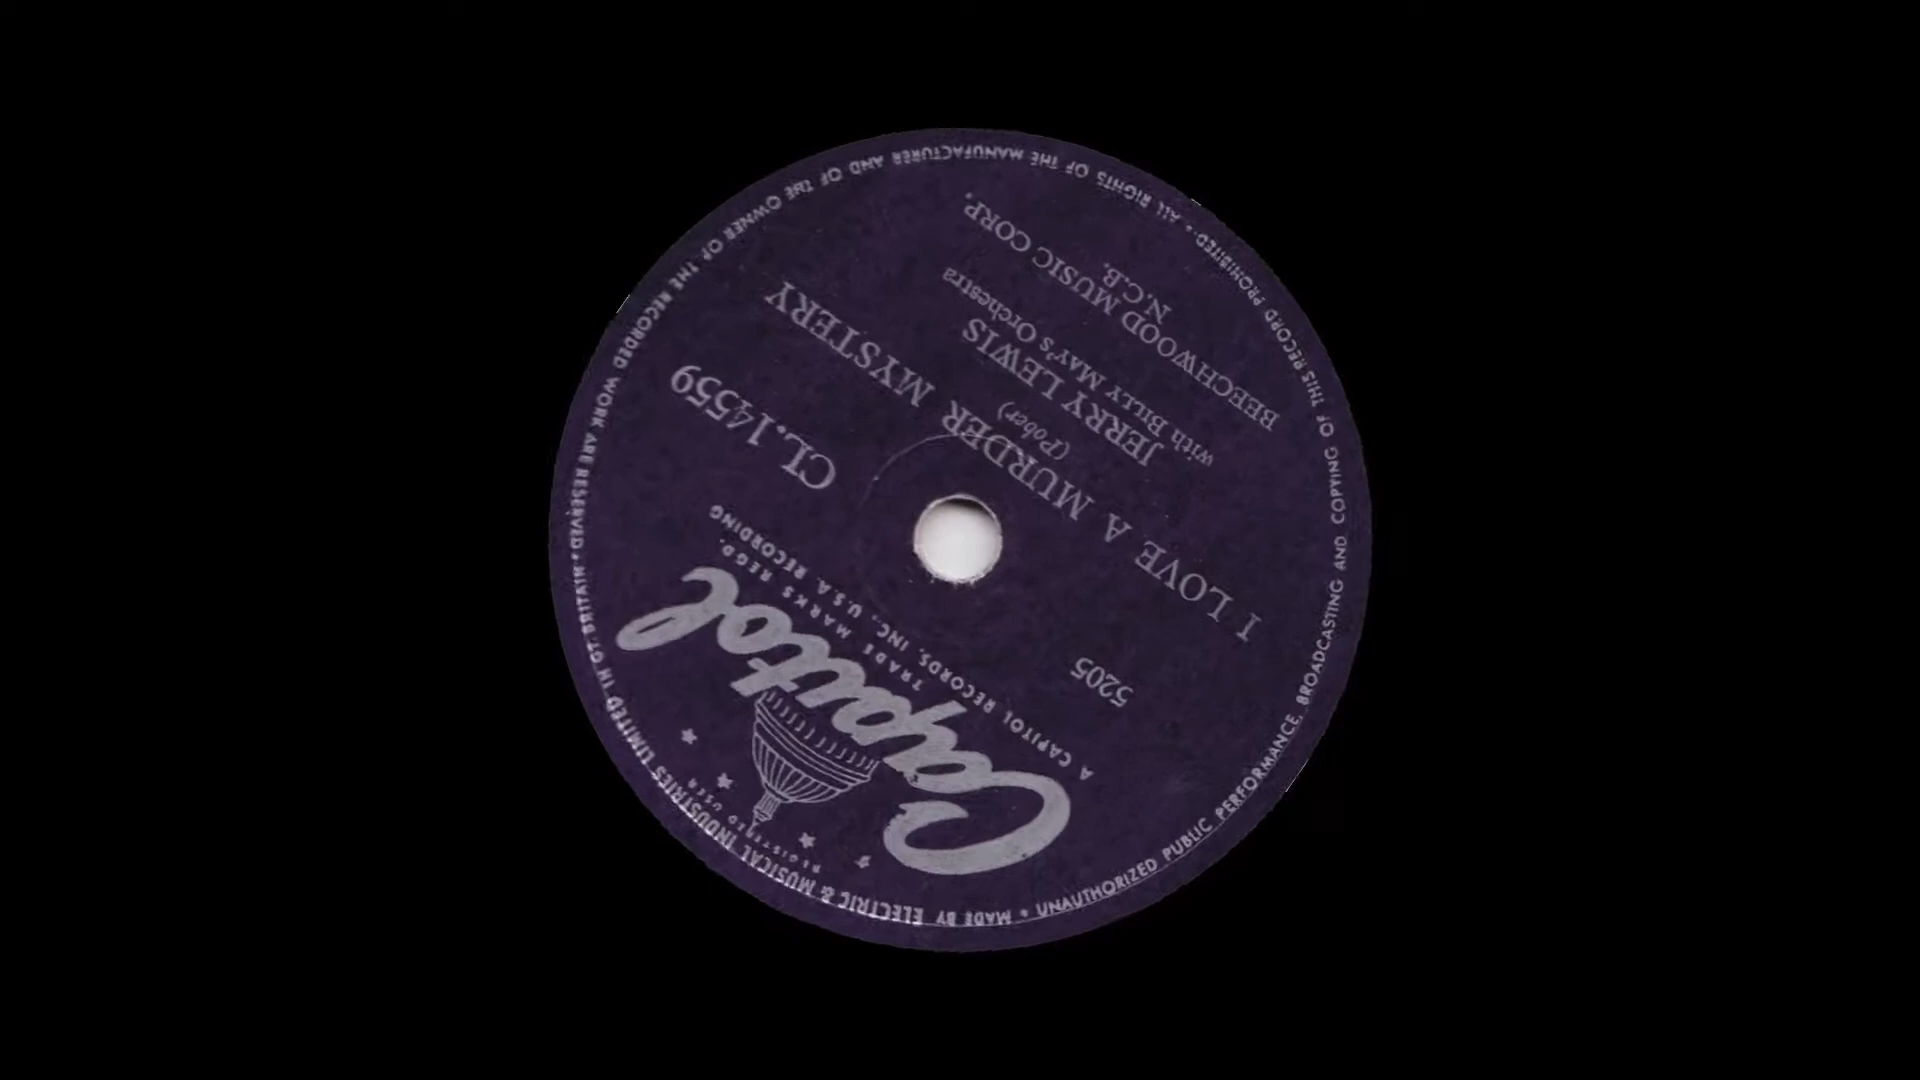 MADE BY ELECTRIC & MUSICAL INDUSTRIES LIMITED IN GT. BRITAIN • ALL RIGHTS OF THE MANUFACTURER AND OF THE OWNER OF THE RECORDED WORK ARE RESERVED •
UNAUTHORIZED PUBLIC PERFORMANCE, BROADCASTING AND COPYING OF THIS RECORD PROHIBITED. •
REGISTERED USER
Capitol
TRADE MARKS REG'D.
A CAPITOL RECORDS, INC., U.S.A. RECORDING
5205
CL.14559
I LOVE A MURDER MYSTERY
(Pober)
JERRY LEWIS
with BILLY MAY'S Orchestra
BEECHWOOD MUSIC CORP.
N.C.B.